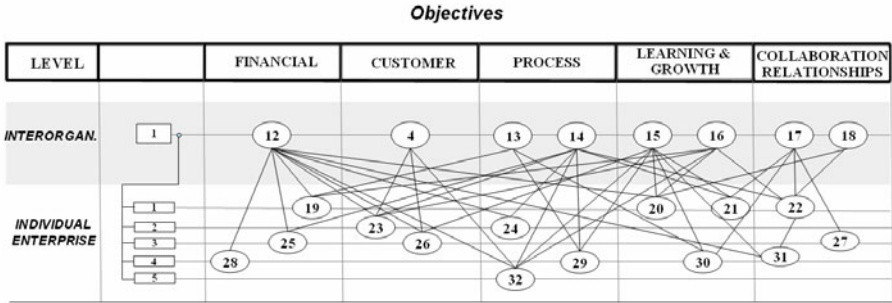 Objectives
LEVEL
FINANCIAL
CUSTOMER
PROCESS
LEARNING &
GROWTH
COLLABORATION
RELATIONSHIPS
INTERORGAN.
1 12 4 13 14 15 16 17 18
INDIVIDUAL
ENTERPRISE
1 19 20 21 22
2 23 24
3 25 26 27
4 28 29 30 31
5 32